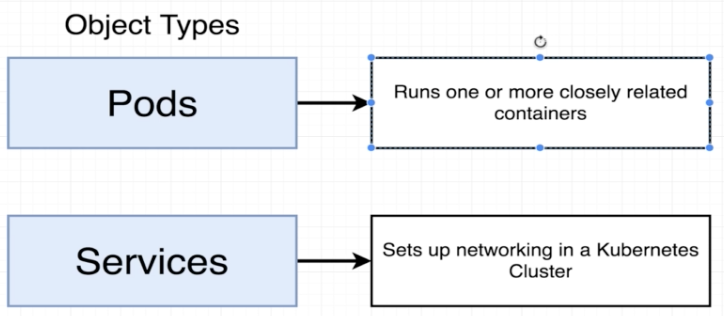 Object Types
Pods
Runs one or more closely related
containers
Services
Sets up networking in a Kubernetes
Cluster